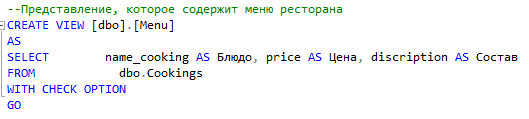 --Представление, которое содержит меню ресторана
CREATE VIEW [dbo].[Menu]
AS
SELECT name_cooking AS Блюдо, price AS Цена, discription AS Состав
FROM dbo.Cookings
WITH CHECK OPTION
GO